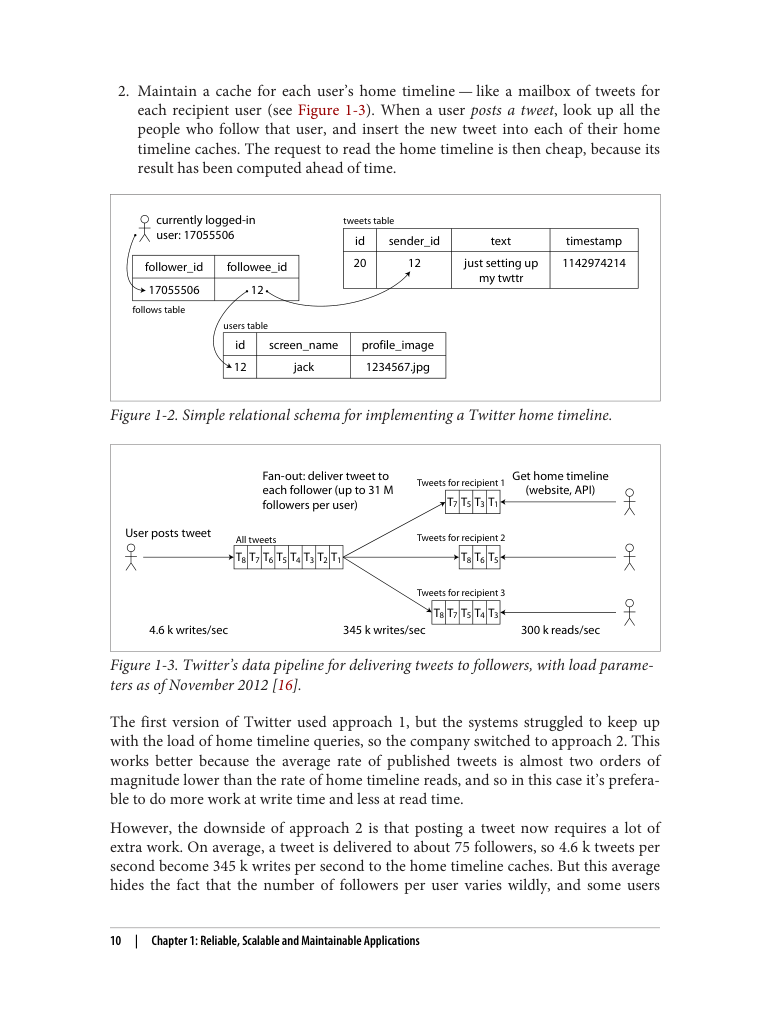 2. Maintain a cache for each user's home timeline — like a mailbox of tweets for
each recipient user (see Figure 1-3). When a user posts a tweet, look up all the
people who follow that user, and insert the new tweet into each of their home
timeline caches. The request to read the home timeline is then cheap, because its
result has been computed ahead of time.
currently logged-in
user: 17055506
follower_id followee_id
17055506 12
follows table
tweets table
id sender_id text timestamp
20 12 just setting up 1142974214
my twttr
users table
id screen_name profile_image
12 jack 1234567.jpg
Figure 1-2. Simple relational schema for implementing a Twitter home timeline.
User posts tweet
Fan-out: deliver tweet to
each follower (up to 31 M
followers per user)
All tweets
T8 T7 T6 T5 T4 T3 T2 T1
Tweets for recipient 1
T7 T5 T3 T1
Get home timeline
(website, API)
Tweets for recipient 2
T8 T6 T5
Tweets for recipient 3
T8 T7 T5 T4 T3
4.6 k writes/sec 345 k writes/sec 300 k reads/sec
Figure 1-3. Twitter's data pipeline for delivering tweets to followers, with load parame-
ters as of November 2012 [16].
The first version of Twitter used approach 1, but the systems struggled to keep up
with the load of home timeline queries, so the company switched to approach 2. This
works better because the average rate of published tweets is almost two orders of
magnitude lower than the rate of home timeline reads, and so in this case it's prefera-
ble to do more work at write time and less at read time.
However, the downside of approach 2 is that posting a tweet now requires a lot of
extra work. On average, a tweet is delivered to about 75 followers, so 4.6 k tweets per
second become 345 k writes per second to the home timeline caches. But this average
hides the fact that the number of followers per user varies wildly, and some users
10 | Chapter 1: Reliable, Scalable and Maintainable Applications